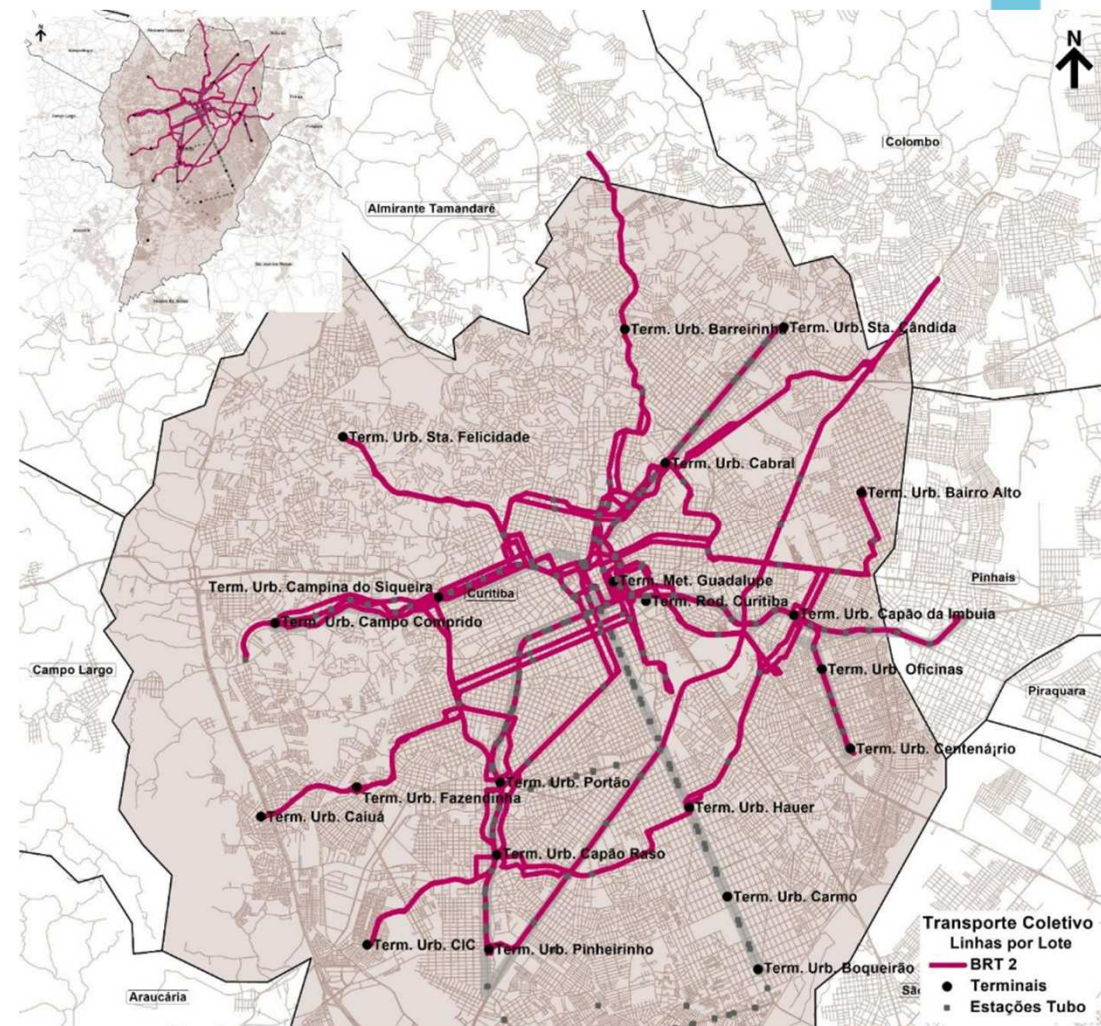 N
N
Colombo
Almirante Tamandaré
Term. Urb. Barreirinha
Term. Urb. Sta. Cândida
Term. Urb. Sta. Felicidade
Term. Urb. Cabral
Term. Urb. Bairro Alto
Term. Met. Guadalupe
Pinhais
Term. Urb. Campina do Siqueira
Curitiba
Term. Rod. Curitiba
Term. Urb. Capão da Imbuia
Term. Urb. Campo Comprido
Campo Largo
Term. Urb. Oficinas
Piraquara
Term. Urb. Centená¡rio
Term. Urb. Portão
Term. Urb. Fazendinha
Term. Urb. Caiuá
Term. Urb. Hauer
Term. Urb. Capão Raso
Term. Urb. Carmo
Term. Urb. CIC
Term. Urb. Pinheirinho
Term. Urb. Boqueirão
Araucária
São
Transporte Coletivo
Linhas por Lote
BRT 2
Terminais
Estações Tubo